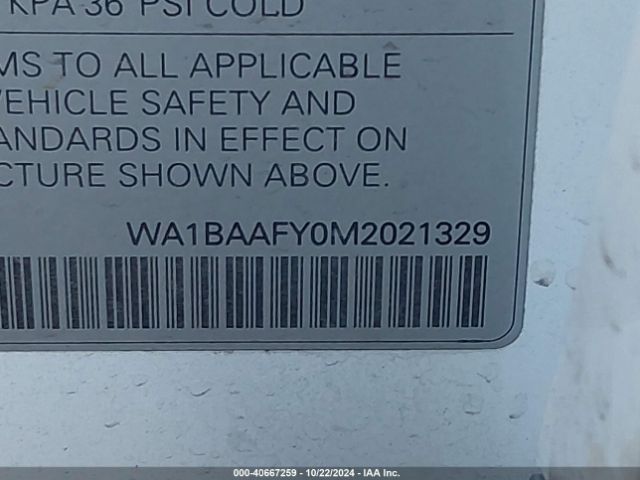 KPA 36 PSI COLD
MS TO ALL APPLICABLE
VEHICLE SAFETY AND
ANDARDS IN EFFECT ON
CTURE SHOWN ABOVE.
WA1BAAFY0M2021329
000-40667259 - 10/22/2024 - IAA Inc.